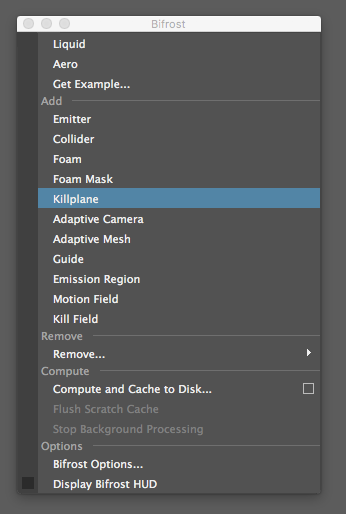 Bifrost
Liquid
Aero
Get Example...
Add
Emitter
Collider
Foam
Foam Mask
Killplane
Adaptive Camera
Adaptive Mesh
Guide
Emission Region
Motion Field
Kill Field
Remove
Remove...
Compute
Compute and Cache to Disk...
Flush Scratch Cache
Stop Background Processing
Options
Bifrost Options...
Display Bifrost HUD